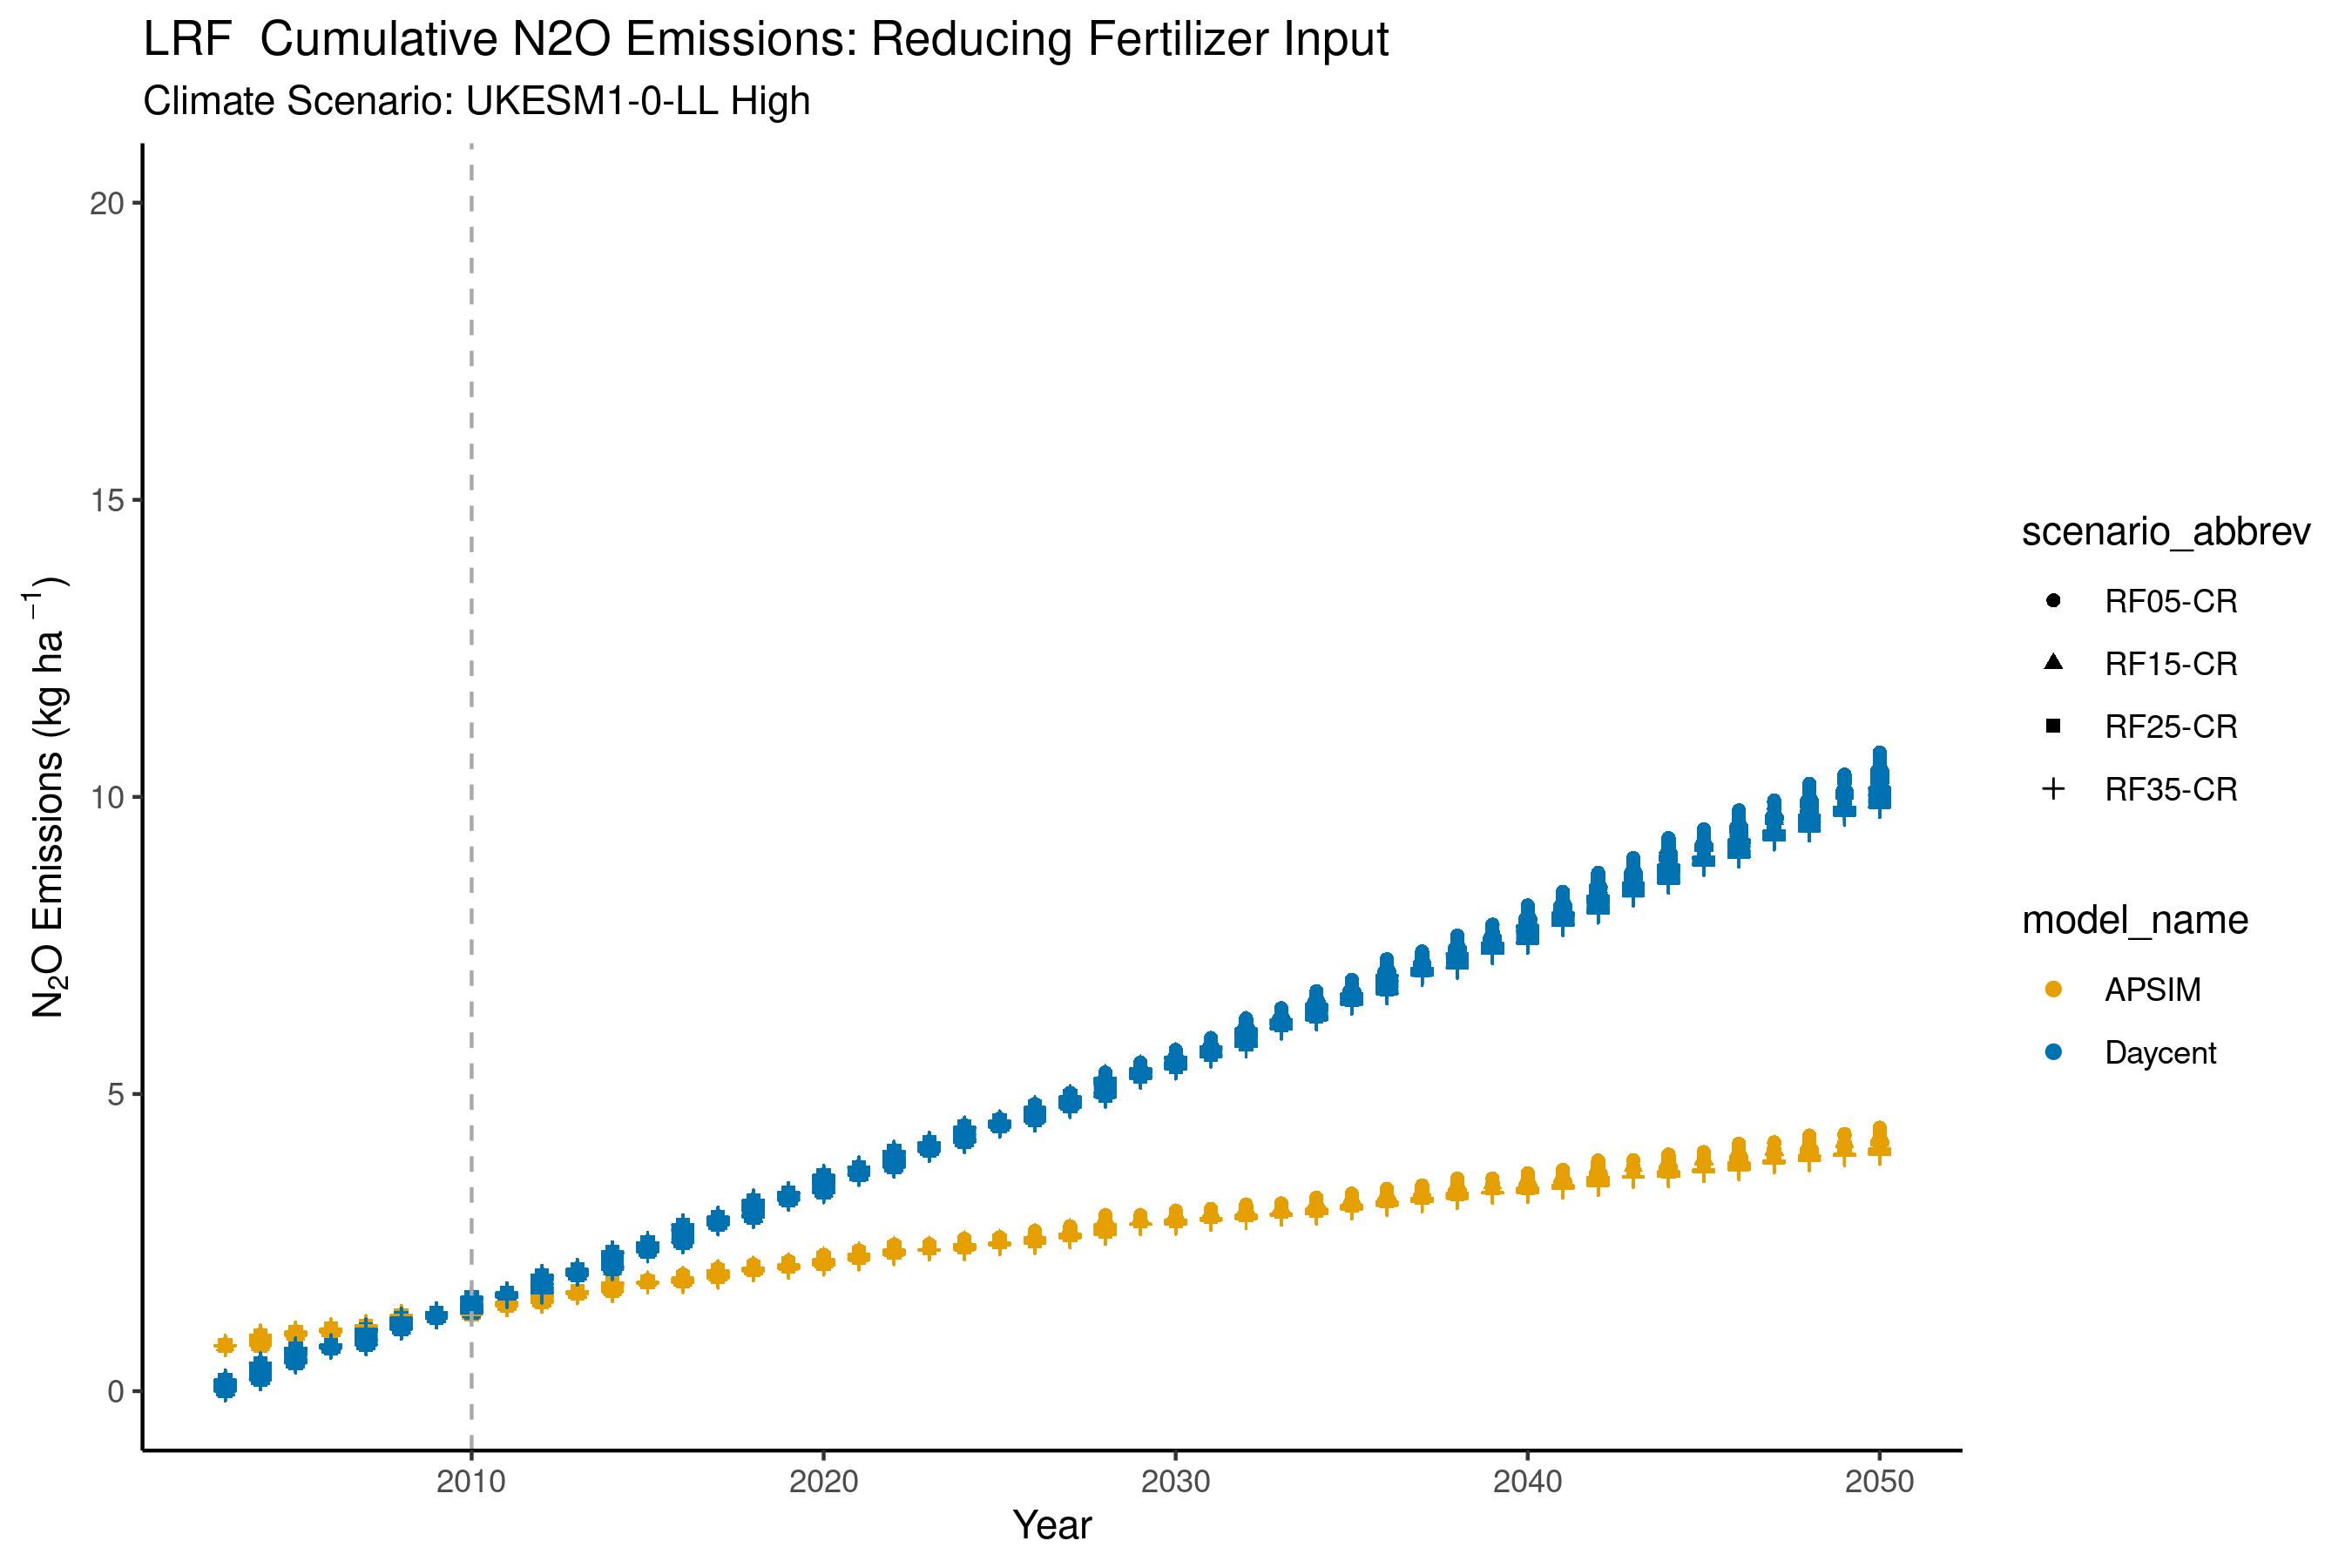 LRF  Cumulative N2O Emissions: Reducing Fertilizer Input
Climate Scenario: UKESM1-0-LL High
20
15
10
5
0
N₂O Emissions (kg ha⁻¹)
2010
2020
2030
2040
2050
Year
scenario_abbrev
RF05-CR
RF15-CR
RF25-CR
RF35-CR
model_name
APSIM
Daycent